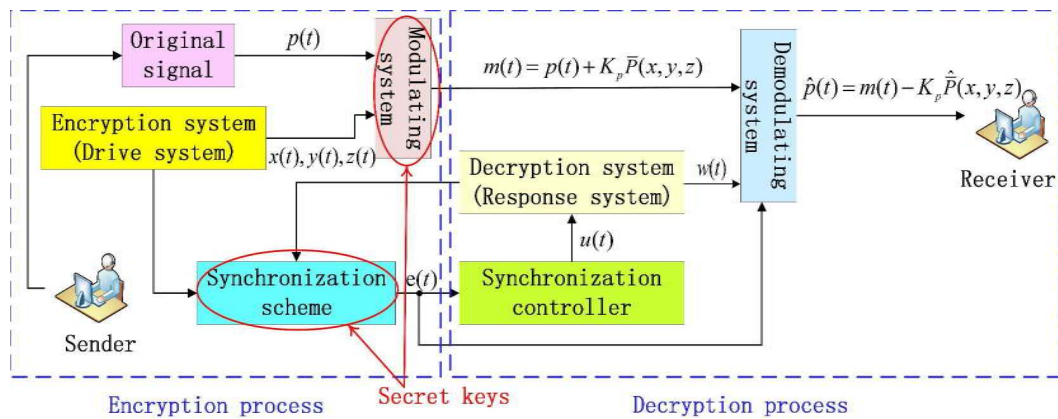 Original
signal
p(t)
Modulating
system
m(t) = p(t) + K_p P̅(x, y, z)
Demodulating
system
p̂(t) = m(t) − K_p P̅̂(x, y, z)
Encryption system
(Drive system)
x(t), y(t), z(t)
Decryption system
(Response system)
w(t)
Receiver
u(t)
Synchronization
scheme
e(t)
Synchronization
controller
Sender
Secret keys
Encryption process
Decryption process